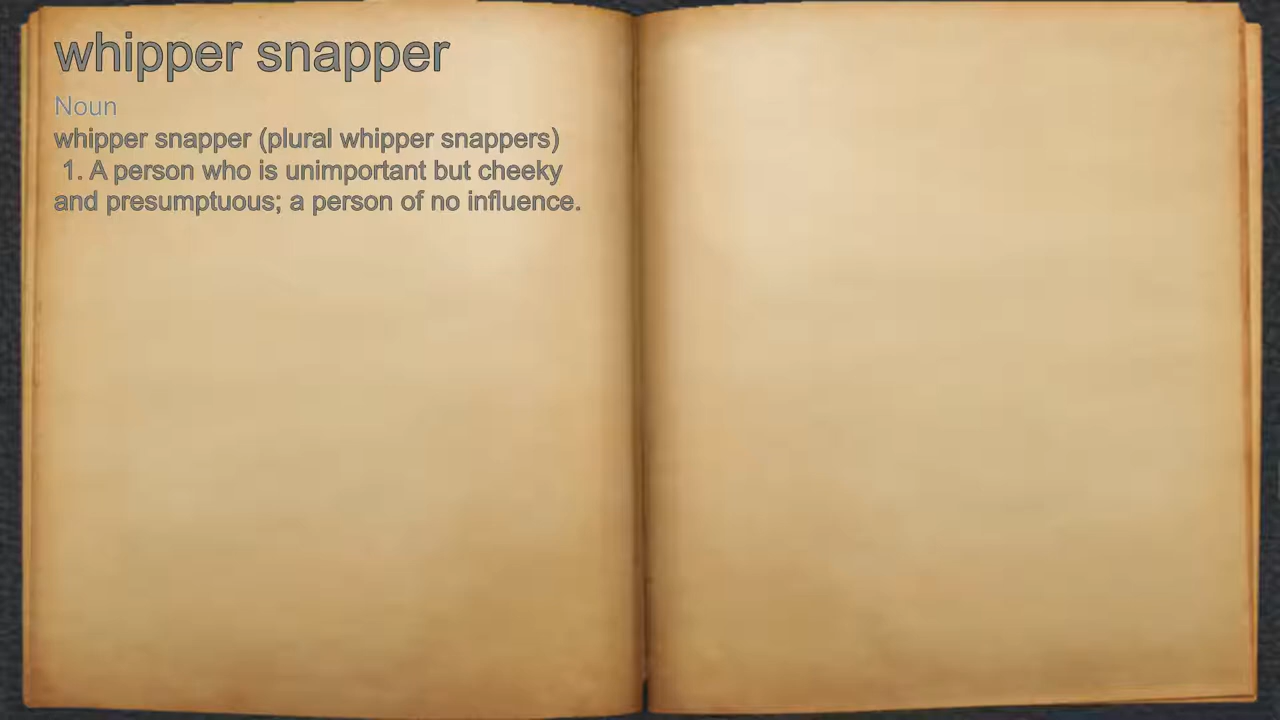 whipper snapper
Noun
whipper snapper (plural whipper snappers)
1. A person who is unimportant but cheeky
and presumptuous; a person of no influence.